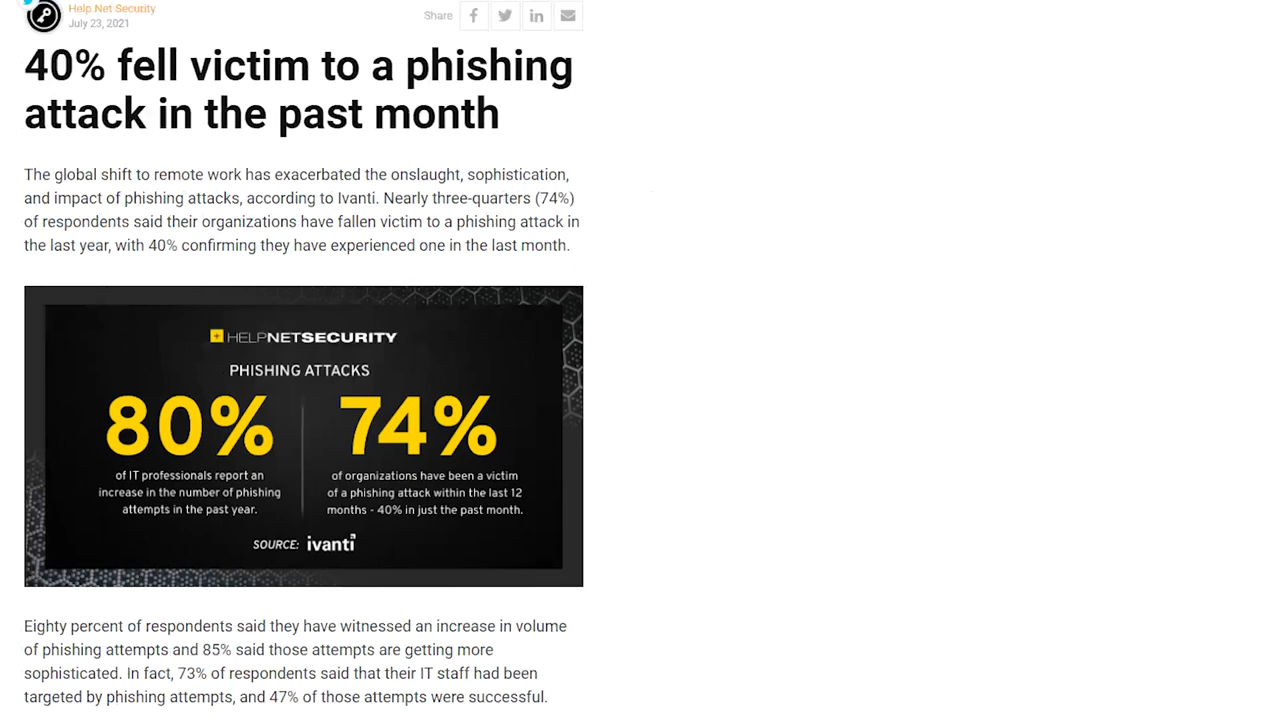 Help Net Security
July 23, 2021
Share
40% fell victim to a phishing
attack in the past month
The global shift to remote work has exacerbated the onslaught, sophistication,
and impact of phishing attacks, according to Ivanti. Nearly three-quarters (74%)
of respondents said their organizations have fallen victim to a phishing attack in
the last year, with 40% confirming they have experienced one in the last month.
HELPNETSECURITY
PHISHING ATTACKS
80%
of IT professionals report an
increase in the number of phishing
attempts in the past year.
74%
of organizations have been a victim
of a phishing attack within the last 12
months - 40% in just the past month.
SOURCE: ivanti
Eighty percent of respondents said they have witnessed an increase in volume
of phishing attempts and 85% said those attempts are getting more
sophisticated. In fact, 73% of respondents said that their IT staff had been
targeted by phishing attempts, and 47% of those attempts were successful.